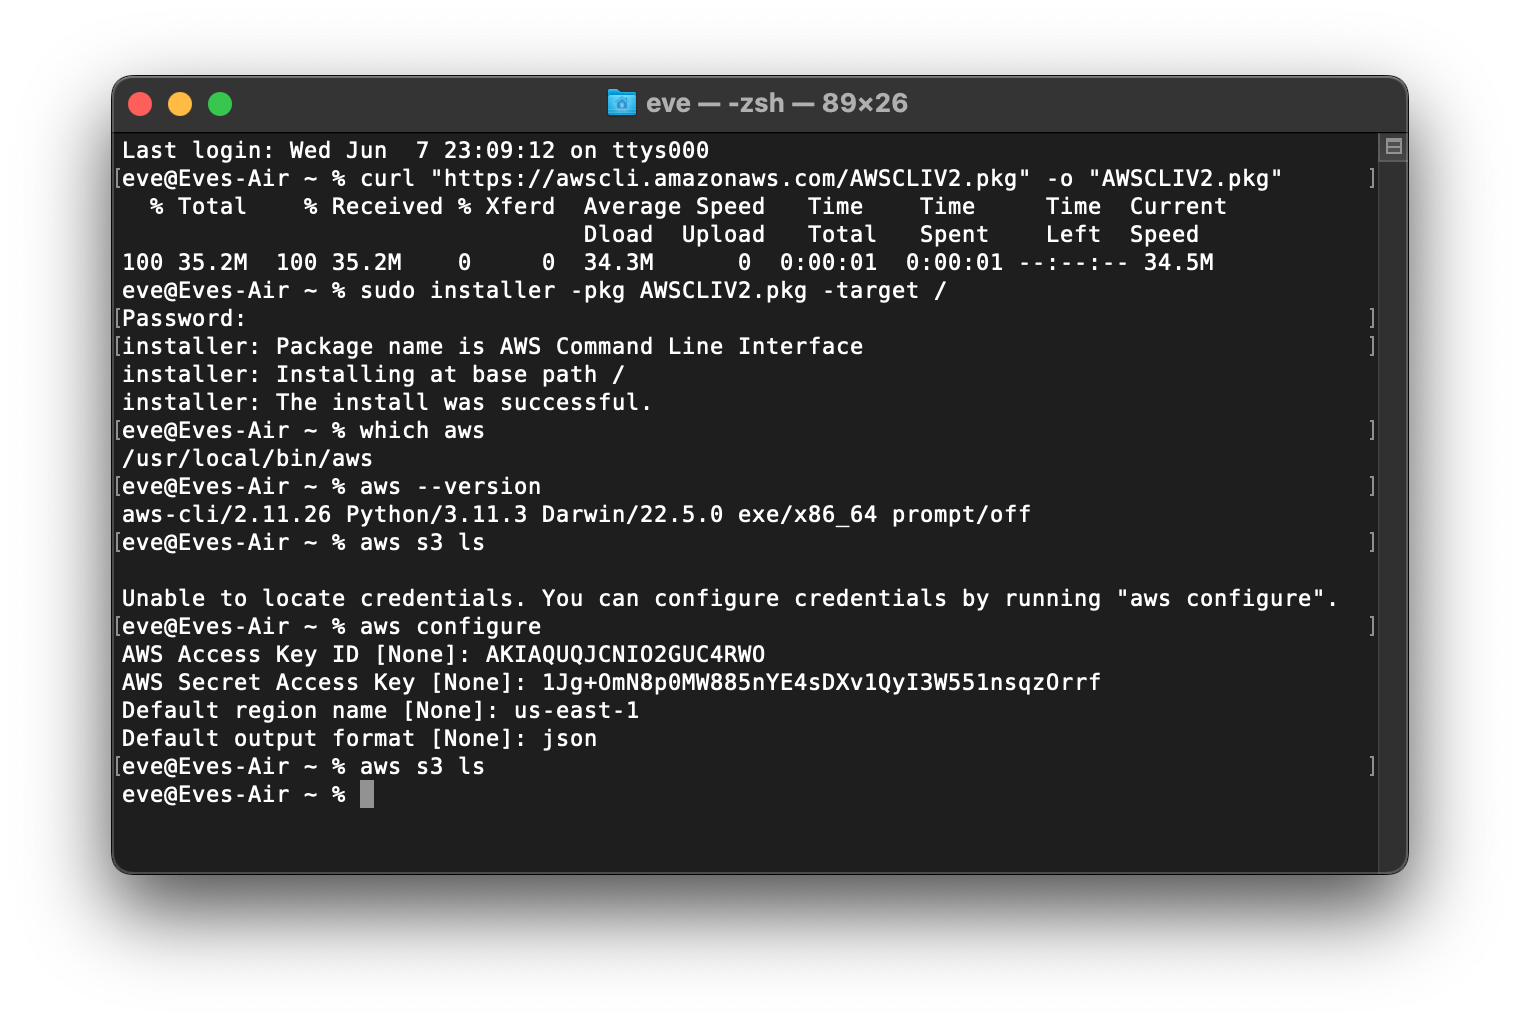 eve — -zsh — 89×26
Last login: Wed Jun  7 23:09:12 on ttys000
[eve@Eves-Air ~ % curl "https://awscli.amazonaws.com/AWSCLIV2.pkg" -o "AWSCLIV2.pkg" ]
  % Total    % Received % Xferd  Average Speed   Time    Time     Time  Current
                                 Dload  Upload   Total   Spent    Left  Speed
100 35.2M  100 35.2M    0     0  34.3M      0  0:00:01  0:00:01 --:--:-- 34.5M
eve@Eves-Air ~ % sudo installer -pkg AWSCLIV2.pkg -target /
[Password: ]
[installer: Package name is AWS Command Line Interface ]
installer: Installing at base path /
installer: The install was successful.
[eve@Eves-Air ~ % which aws ]
/usr/local/bin/aws
[eve@Eves-Air ~ % aws --version ]
aws-cli/2.11.26 Python/3.11.3 Darwin/22.5.0 exe/x86_64 prompt/off
[eve@Eves-Air ~ % aws s3 ls ]
Unable to locate credentials. You can configure credentials by running "aws configure".
[eve@Eves-Air ~ % aws configure ]
AWS Access Key ID [None]: AKIAQUQJCNIO2GUC4RWO
AWS Secret Access Key [None]: 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
Default region name [None]: us-east-1
Default output format [None]: json
[eve@Eves-Air ~ % aws s3 ls ]
eve@Eves-Air ~ %